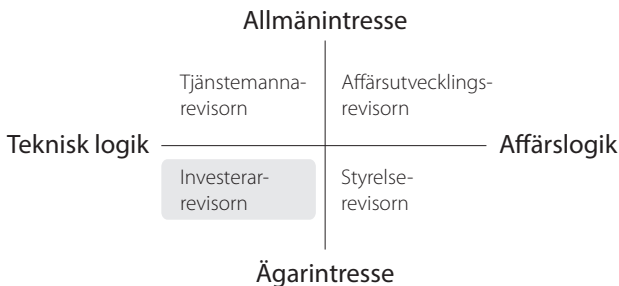 Allmänintresse
Tjänstemanna-
revisorn
Affärsutvecklings-
revisorn
Teknisk logik
Affärslogik
Investerar-
revisorn
Styrelse-
revisorn
Ägarintresse